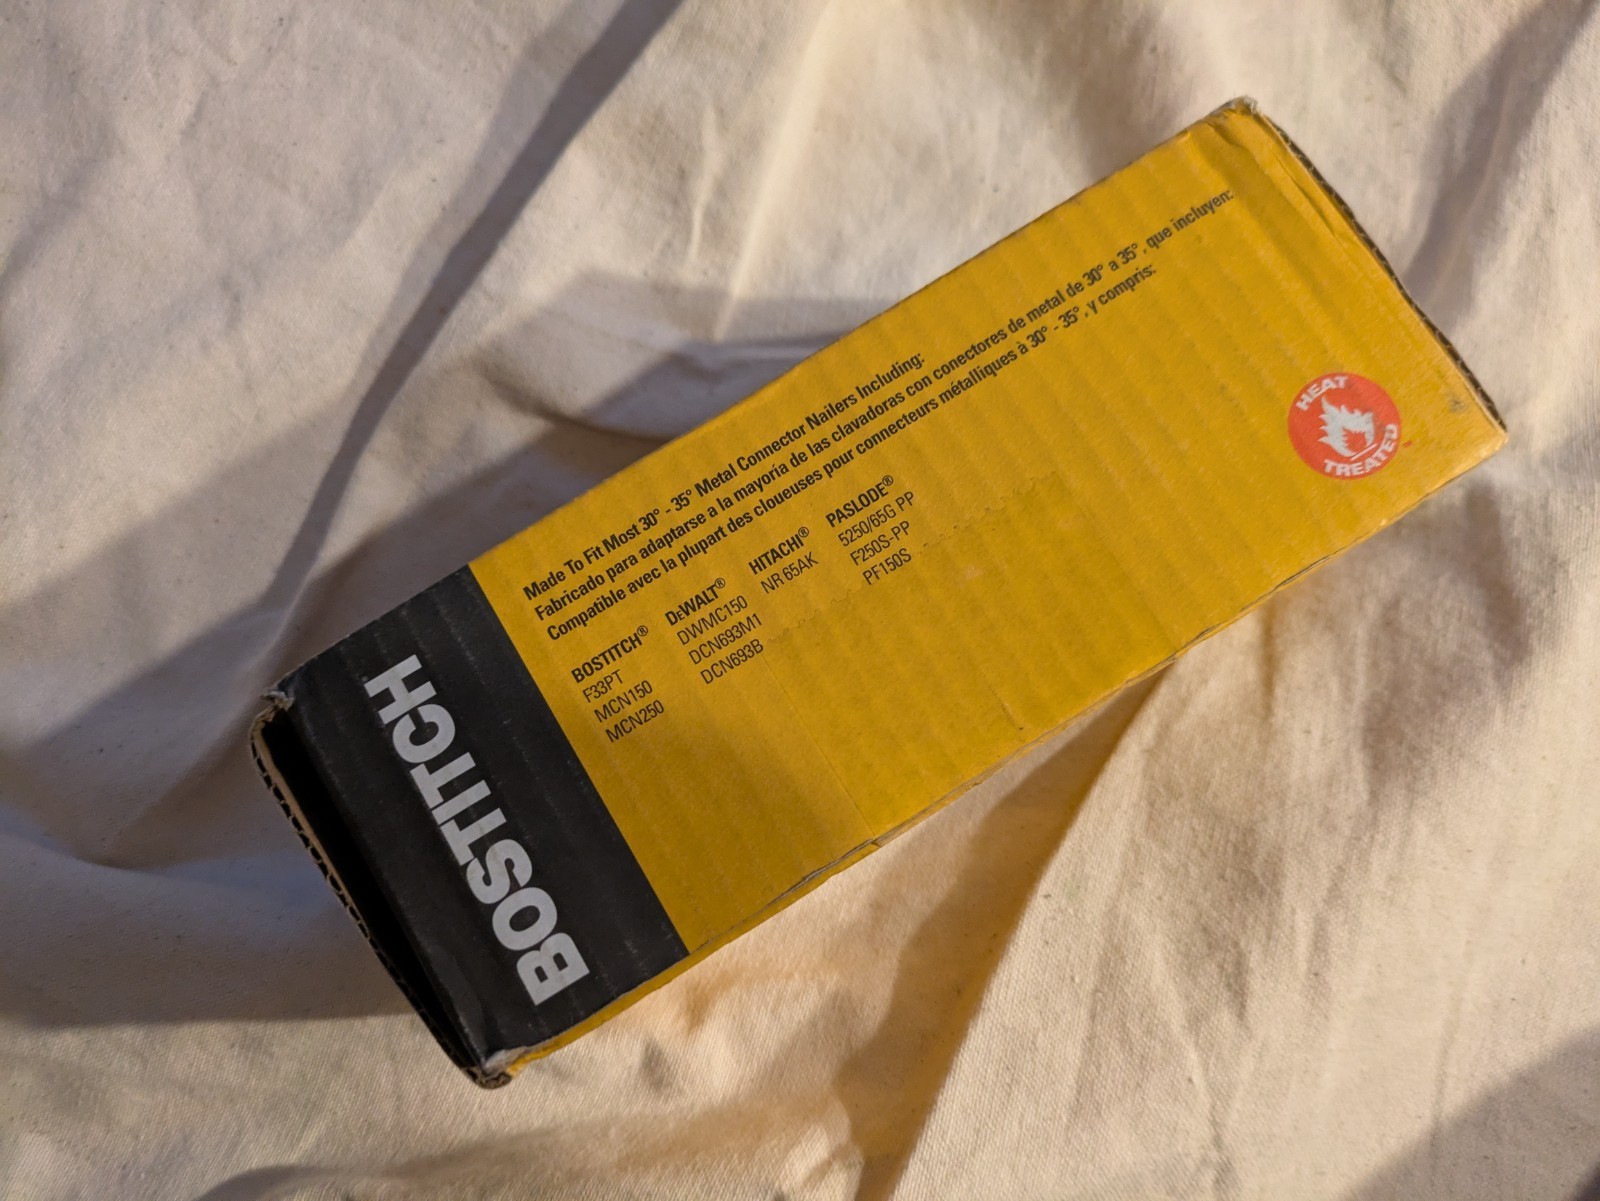 BOSTITCH
Made To Fit Most 30° - 35° Metal Connector Nailers Including:
Fabricado para adaptarse a la mayoría de las clavadoras con conectores de metal de 30° a 35°, que incluyen:
Compatible avec la plupart des cloueuses pour connecteurs métalliques à 30° - 35°, y compris:
BOSTITCH®
F33PT
MCN150
MCN250
DEWALT®
DWMC150
DCN693M1
DCN693B
HITACHI®
NR 65AK
PASLODE®
5250/65G PP
F250S-PP
PF150S
HEAT
TREATED